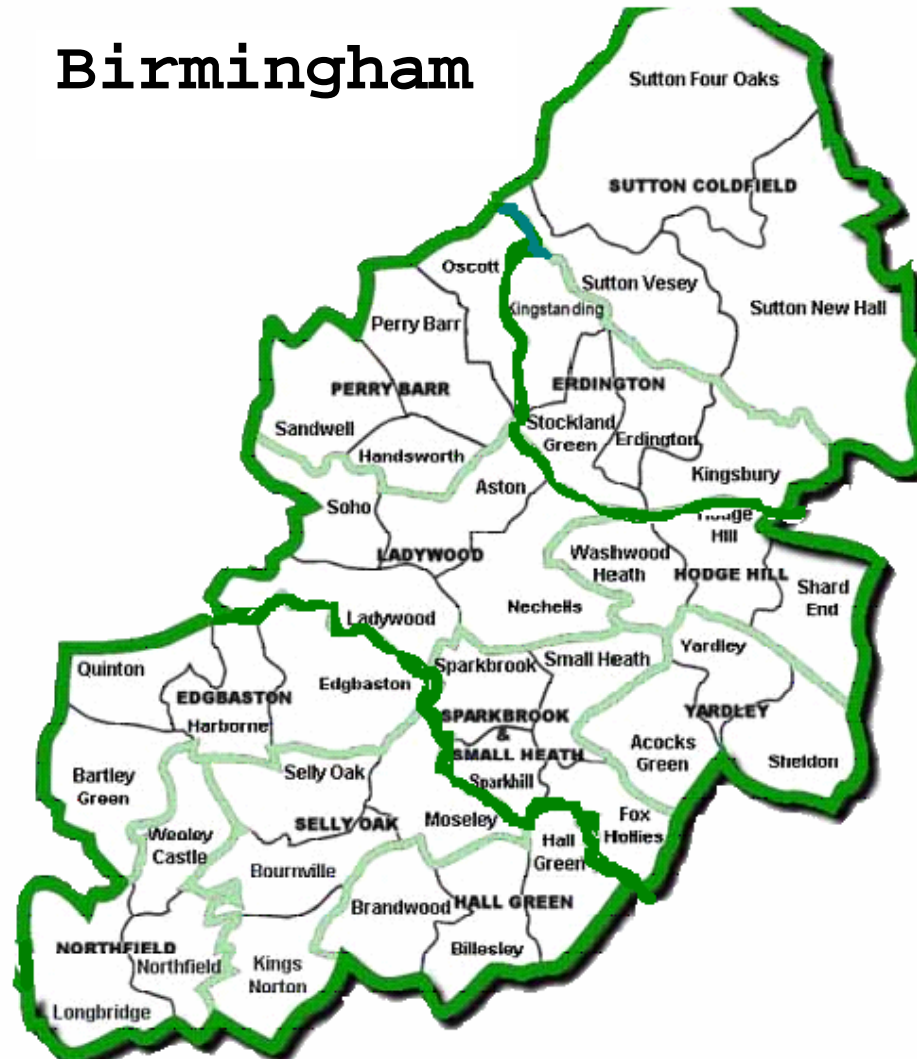 Birmingham
Sutton Four Oaks
SUTTON COLDFIELD
Oscott
Sutton Vesey
Kingstanding
Sutton New Hall
Perry Barr
PERRY BARR
ERDINGTON
Sandwell
Stockland
Green
Erdington
Handsworth
Kingsbury
Aston
Soho
Hodge
Hill
LADYWOOD
Washwood
Heath
HODGE HILL
Shard
End
Nechells
Ladywood
Quinton
Sparkbrook
Small Heath
Yardley
Edgbaston
EDGBASTON
Harborne
SPARKBROOK
&
SMALL HEATH
YARDLEY
Acocks
Green
Sheldon
Bartley
Green
Selly Oak
Sparkhill
SELLY OAK
Moseley
Fox
Hollies
Weoley
Castle
Hall
Green
Bournville
Brandwood
HALL GREEN
NORTHFIELD
Northfield
Billesley
Kings
Norton
Longbridge